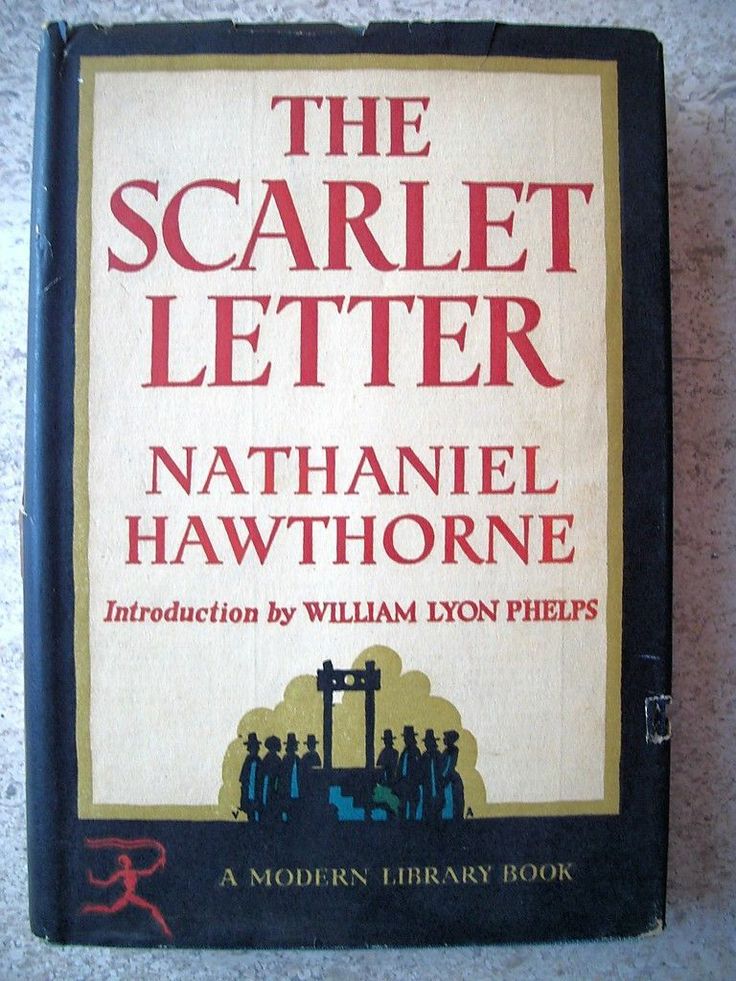 THE
SCARLET
LETTER
NATHANIEL
HAWTHORNE
Introduction by WILLIAM LYON PHELPS
V A
A MODERN LIBRARY BOOK